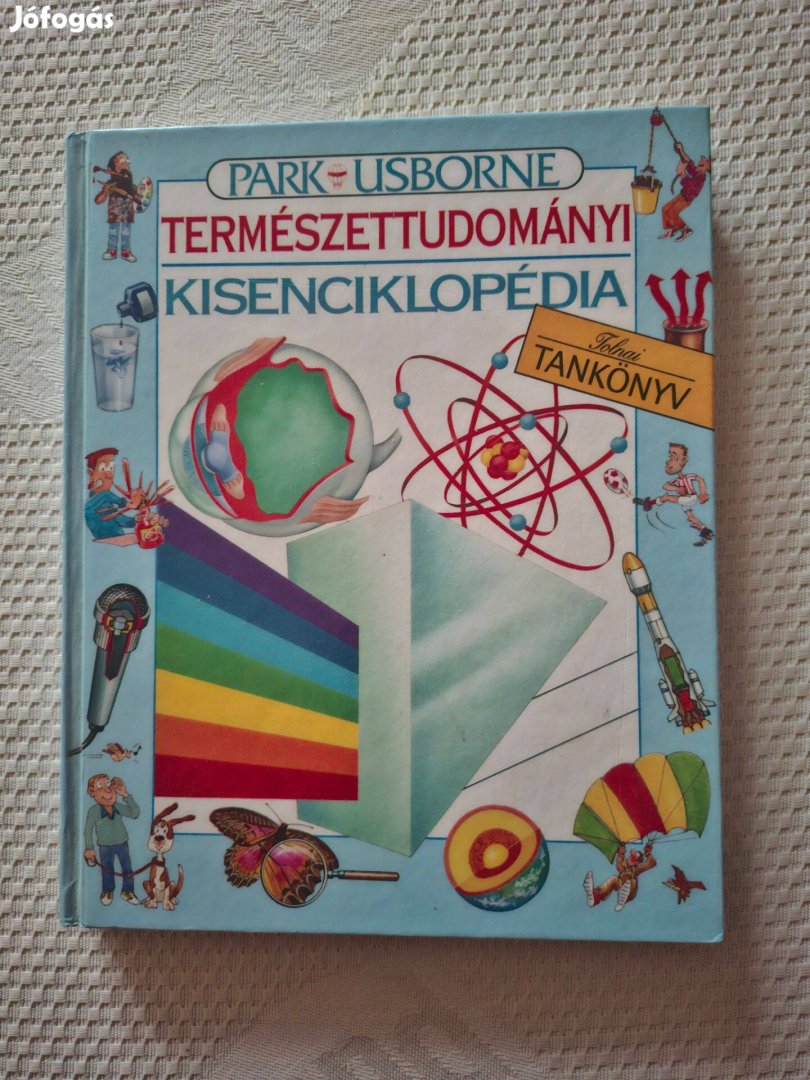 Jófogás
PARK USBORNE
TERMÉSZETTUDOMÁNYI
KISENCIKLOPÉDIA
Tolnai
TANKÖNYV